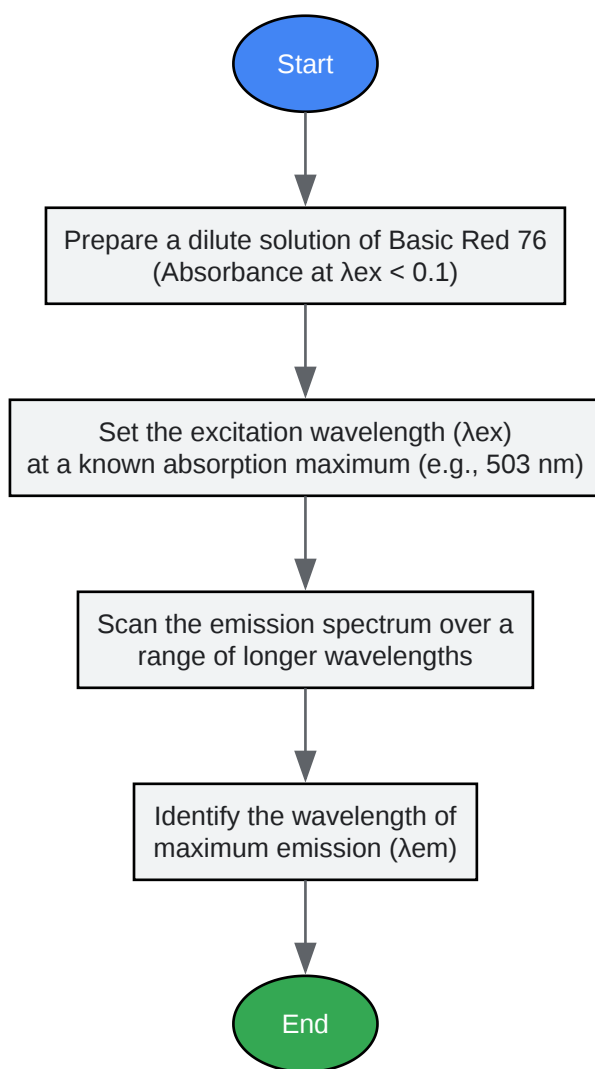 Start
Prepare a dilute solution of Basic Red 76
(Absorbance at λex < 0.1)
Set the excitation wavelength (λex)
at a known absorption maximum (e.g., 503 nm)
Scan the emission spectrum over a
range of longer wavelengths
Identify the wavelength of
maximum emission (λem)
End